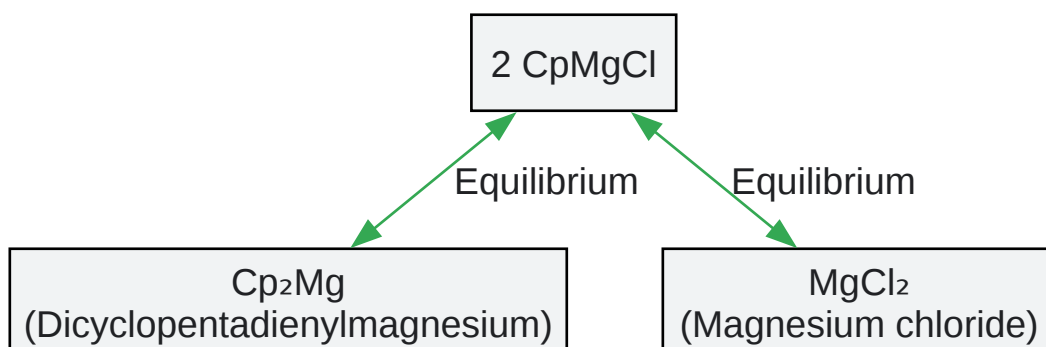 2 CpMgCl
Equilibrium
Equilibrium
Cp₂Mg
(Dicyclopentadienylmagnesium)
MgCl₂
(Magnesium chloride)